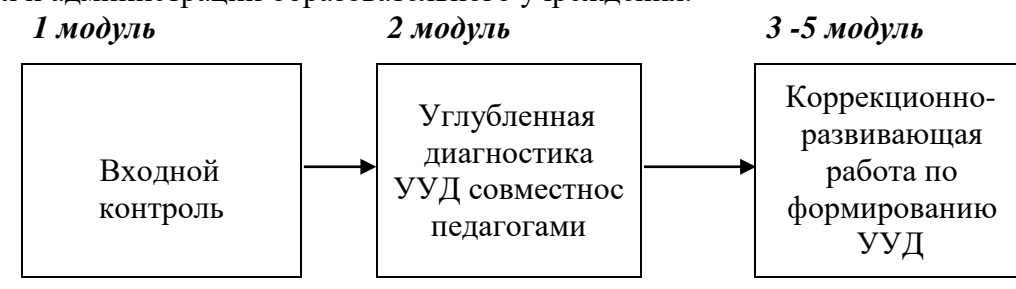 и администрации образовательного учреждения.
1 модуль 2 модуль 3 -5 модуль
Входной
контроль
Углубленная
диагностика
УУД совместнос
педагогами
Коррекционно-
развивающая
работа по
формированию
УУД